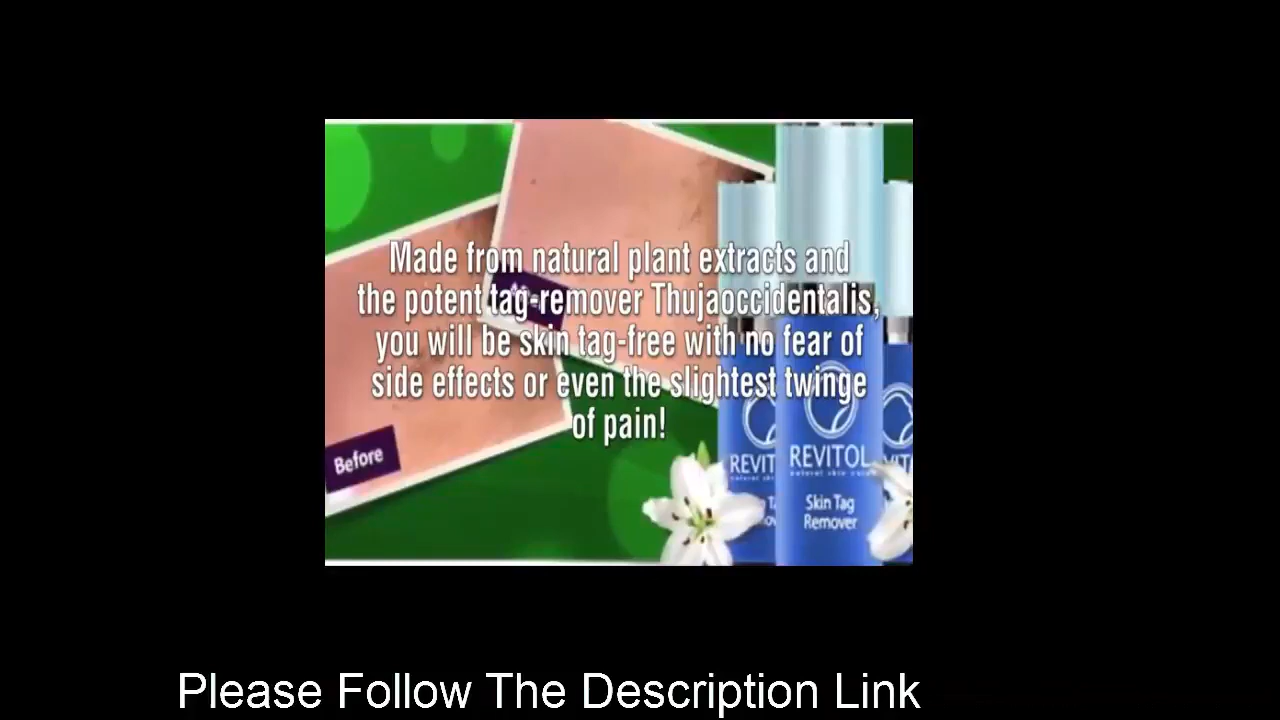 Made from natural plant extracts and
the potent tag-remover Thujaoccidentalis,
you will be skin tag-free with no fear of
side effects or even the slightest twinge
of pain!
Before
REVITOL
Skin Tag
Remover
Please Follow The Description Link